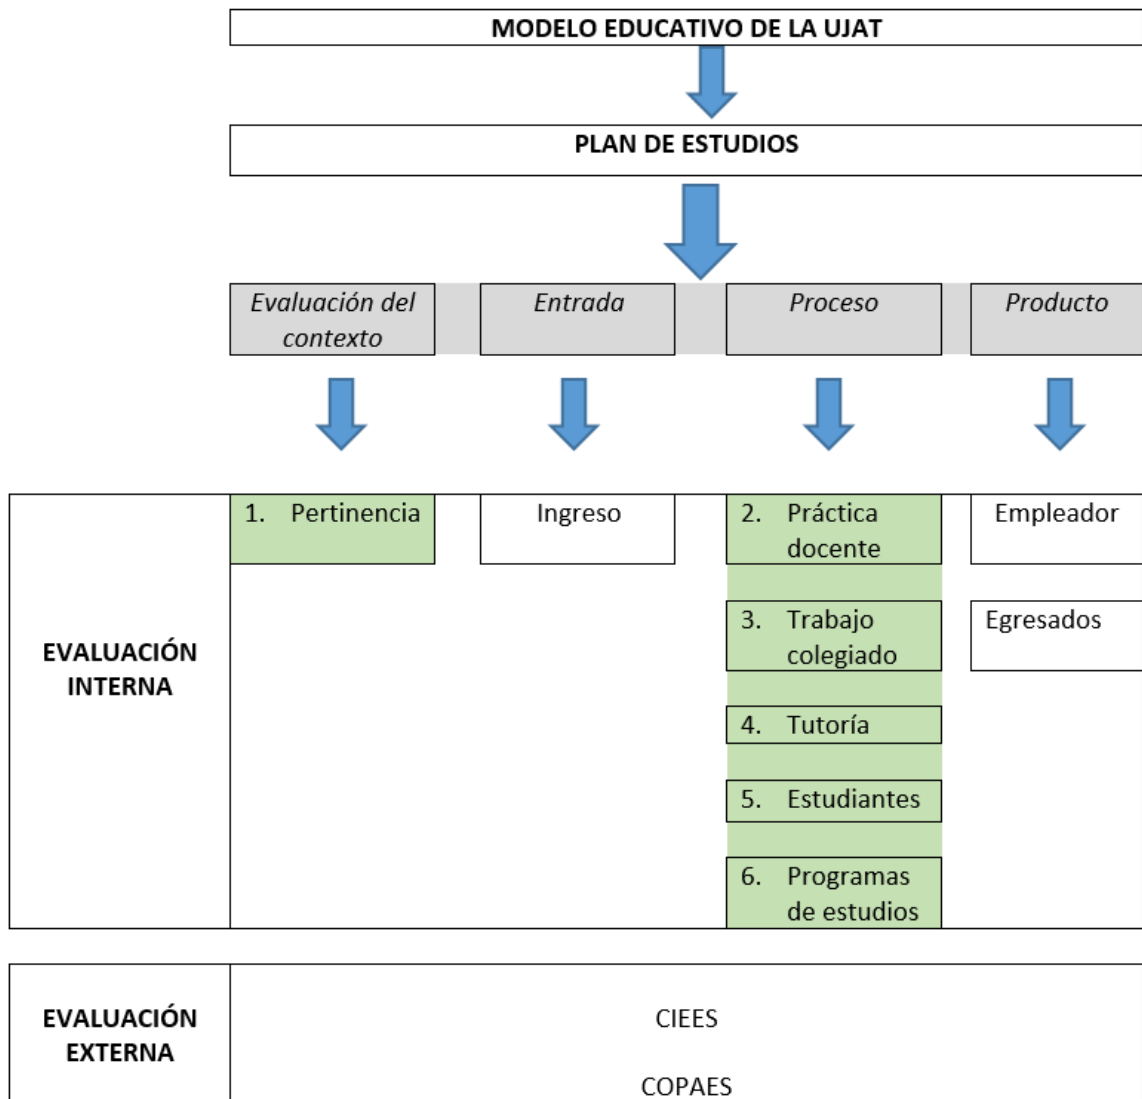 MODELO EDUCATIVO DE LA UJAT
PLAN DE ESTUDIOS
Evaluación del
contexto
Entrada
Proceso
Producto
EVALUACIÓN
INTERNA
1. Pertinencia
Ingreso
2. Práctica
docente
Empleador
3. Trabajo
colegiado
Egresados
4. Tutoría
5. Estudiantes
6. Programas
de estudios
EVALUACIÓN
EXTERNA
CIEES
COPAES